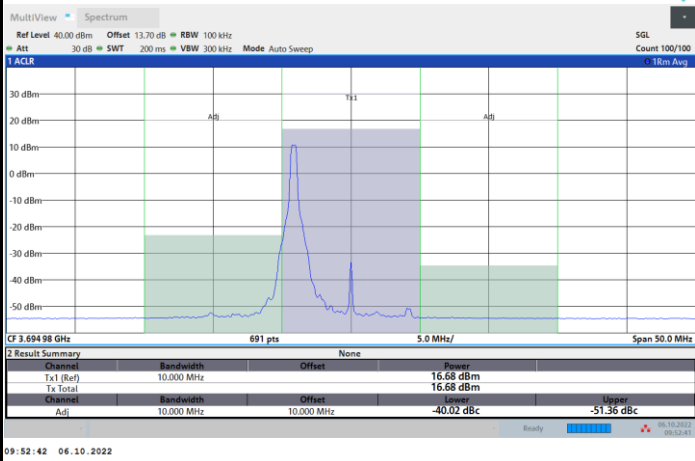 MultiView Spectrum
Ref Level 40.00 dBm Offset 13.70 dB RBW 100 kHz SGL
Att 30 dB SWT 200 ms VBW 300 kHz Mode Auto Sweep Count 100/100
1 ACLR 1Rm Avg
30 dBm
Tx1
20 dBm
Adj Adj
10 dBm
0 dBm
-10 dBm
-20 dBm
-30 dBm
-40 dBm
-50 dBm
CF 3.694 98 GHz 691 pts 5.0 MHz/ Span 50.0 MHz
2 Result Summary None
Channel Bandwidth Offset Power
Tx1 (Ref) 10.000 MHz 16.68 dBm
Tx Total 16.68 dBm
Channel Bandwidth Offset Lower Upper
Adj 10.000 MHz 10.000 MHz -40.02 dBc -51.36 dBc
Ready 06.10.2022
09:52:41
09:52:42 06.10.2022